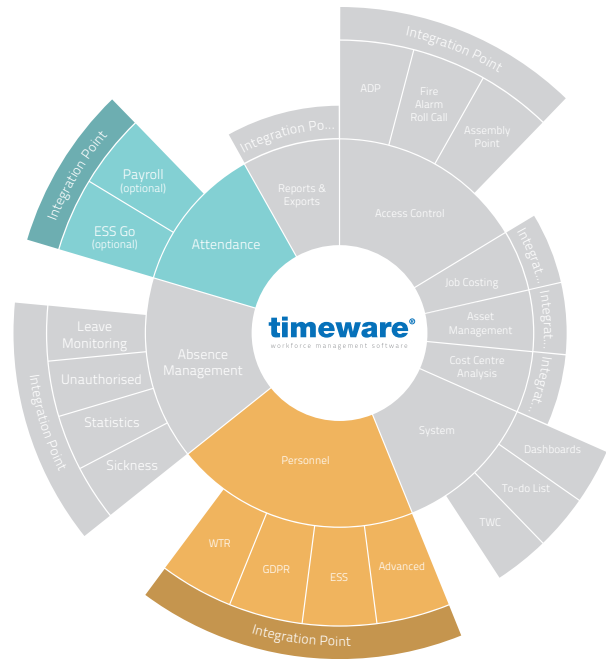 Integration Point
ADP
Fire
Alarm
Roll Call
Assembly
Point
Integration Point
Payroll
(optional)
ESS Go
(optional)
Attendance
Integration Po...
Reports &
Exports
Access Control
Integrat...
Job Costing
Integrat...
Asset
Management
Integrat...
Cost Centre
Analysis
timeware®
workforce management software
Integration Point
Leave
Monitoring
Unauthorised
Statistics
Sickness
Absence
Management
Personnel
System
Dashboards
To-do List
TWC
WTR
GDPR
ESS
Advanced
Integration Point